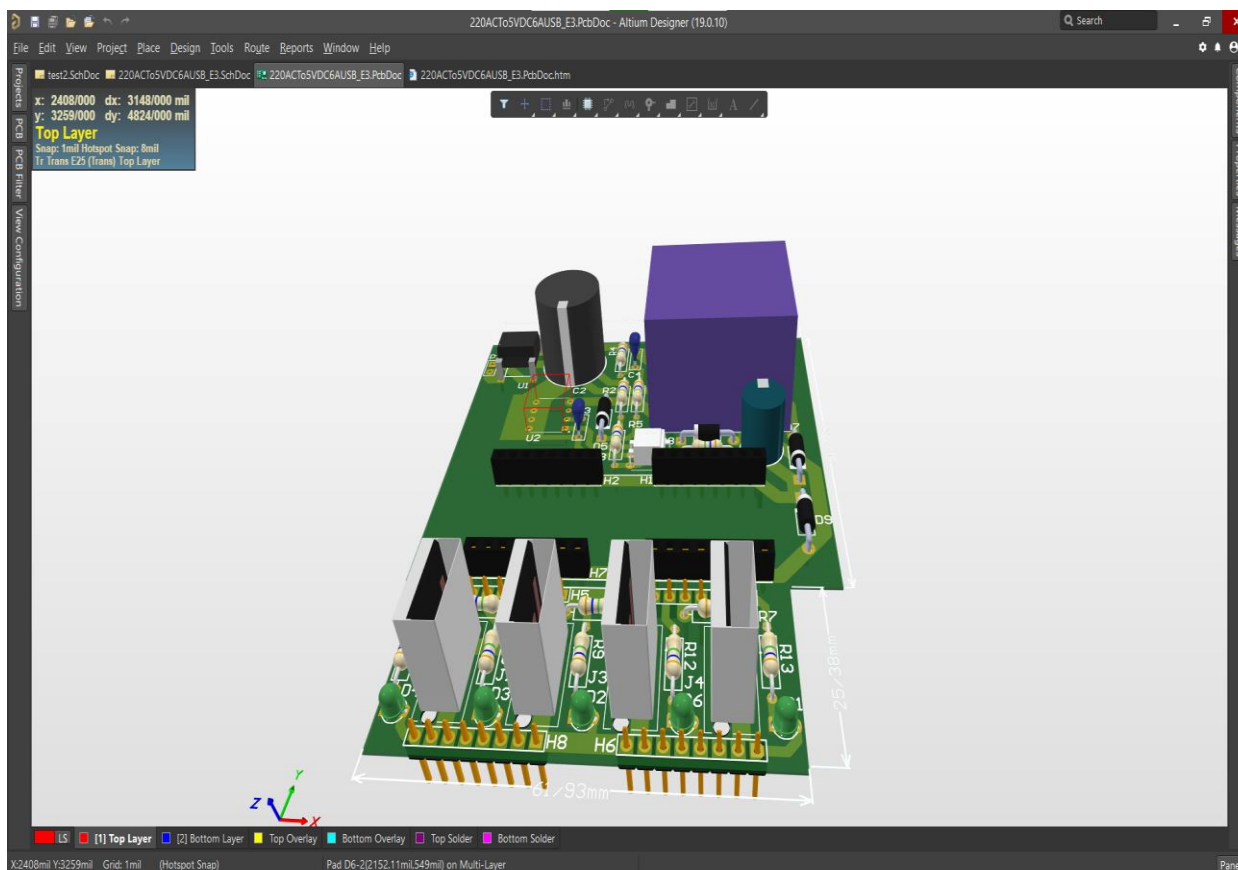 220ACTo5VDC6AUSB_E3.PcbDoc - Altium Designer (19.0.10)
Search
File Edit View Project Place Design Tools Route Reports Window Help
test2.SchDoc 220ACTo5VDC6AUSB_E3.SchDoc 220ACTo5VDC6AUSB_E3.PcbDoc 220ACTo5VDC6AUSB_E3.PcbDoc.htm
Projects
PCB
PCB Filter
View Configuration
x: 2408/000 dx: 3148/000 mil
y: 3259/000 dy: 4824/000 mil
Top Layer
Snap: 1mil Hotspot Snap: 8mil
Tr Trans E25 (Trans) Top Layer
U1
C2
R2
U2
D5
R5
H2
H1
D9
H7
H5
R7
R9
R12
R13
J3
J4
D3
D2
H8
H6
25/38mm
61/93mm
Y
Z
X
LS [1] Top Layer [2] Bottom Layer Top Overlay Bottom Overlay Top Solder Bottom Solder
X:2408mil Y:3259mil Grid: 1mil (Hotspot Snap) Pad D6-2(2152.11mil,549mil) on Multi-Layer